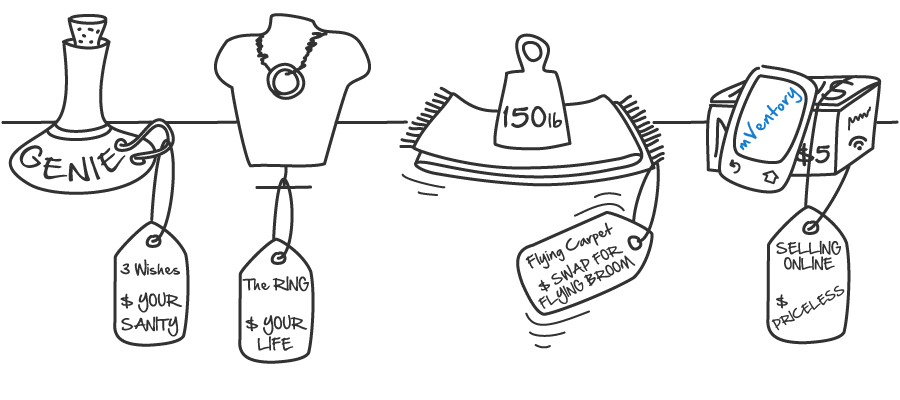 GENIE
3 Wishes
$ YOUR
SANITY
The RING
$ YOUR
LIFE
150lb
Flying Carpet
$ SWAP FOR
FLYING BROOM
mVentory
$5
SELLING
ONLINE
$
PRICELESS